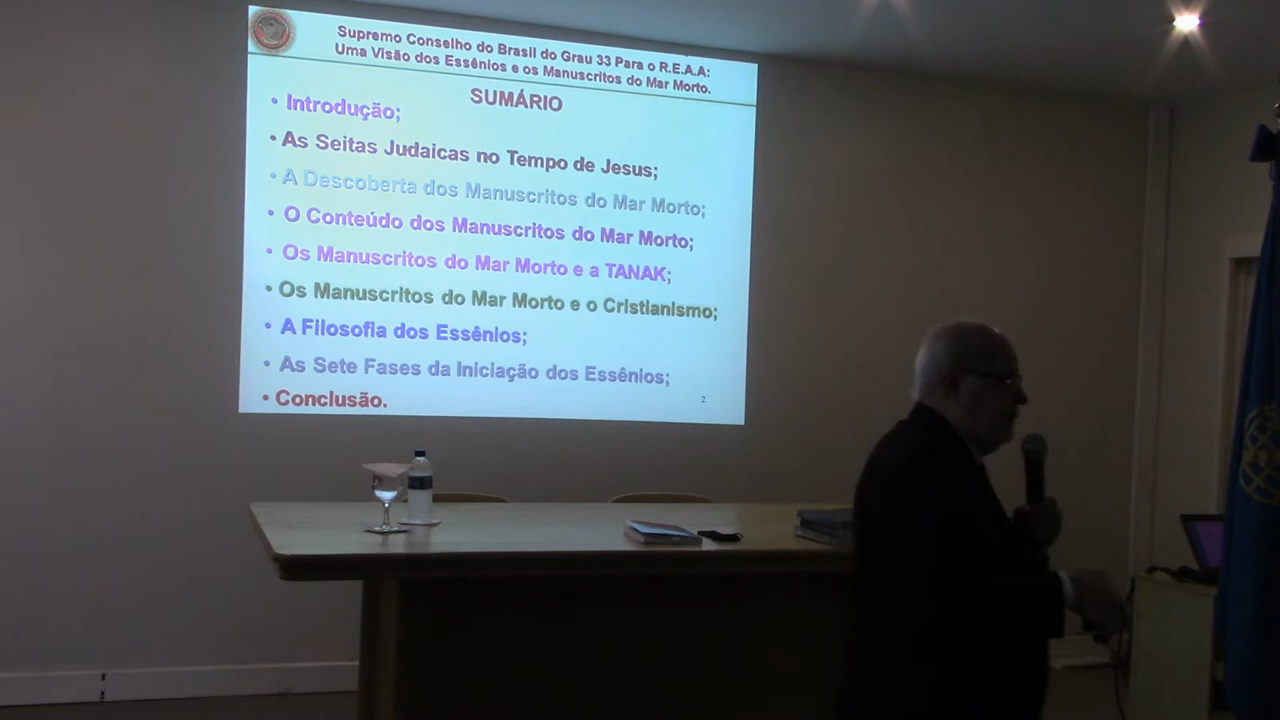 Supremo Conselho do Brasil do Grau 33 Para o R.E.A.A:
Uma Visão dos Essênios e os Manuscritos do Mar Morto.
SUMÁRIO
• Introdução;
• As Seitas Judaicas no Tempo de Jesus;
• A Descoberta dos Manuscritos do Mar Morto;
• O Conteúdo dos Manuscritos do Mar Morto;
• Os Manuscritos do Mar Morto e a TANAK;
• Os Manuscritos do Mar Morto e o Cristianismo;
• A Filosofia dos Essênios;
• As Sete Fases da Iniciação dos Essênios;
• Conclusão.
2